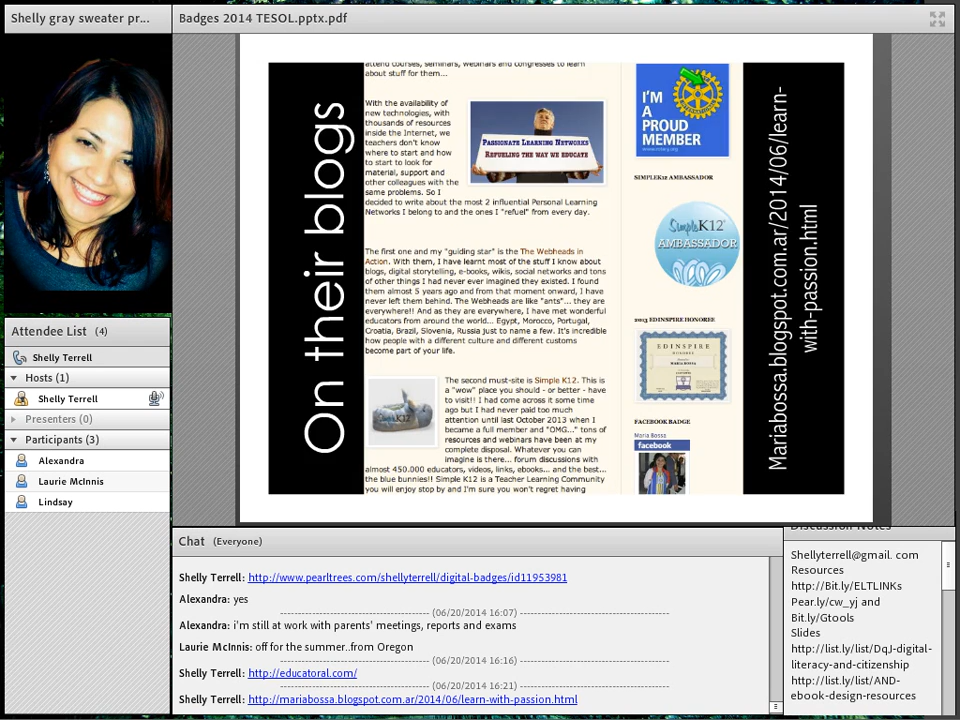 Shelly gray sweater pr...
Badges 2014 TESOL.pptx.pdf
Attendee List (4)
Shelly Terrell
Hosts (1)
Shelly Terrell
Presenters (0)
Participants (3)
Alexandra
Laurie McInnis
Lindsay
On their blogs
attend courses, seminars, webinars and congresses to learn
about stuff for them...
With the availability of
new technologies, with
thousands of resources
inside the Internet, we
teachers don't know
where to start and how
to start to look for
material, support and
other colleagues with the
same problems. So I
decided to write about the most 2 influential Personal Learning
Networks I belong to and the ones I "refuel" from every day.
PASSIONATE LEARNING NETWORKS
REFUELING THE WAY WE EDUCATE
The first one and my "guiding star" is the The Webheads in
Action. With them, I have learnt most of the stuff I know about
blogs, digital storytelling, e-books, wikis, social networks and tons
of other things I had never ever imagined they existed. I found
them almost 5 years ago and from that moment onward, I have
never left them behind. The Webheads are like "ants"... they are
everywhere!! And as they are everywhere, I have met wonderful
educators from around the world... Egypt, Morocco, Portugal,
Croatia, Brazil, Slovenia, Russia just to name a few. It's incredible
how people with a different culture and different customs
become part of your life.
The second must-site is Simple K12. This is
a "wow" place you should - or better - have
to visit!! I had come across it some time
ago but I had never paid too much
attention until last October 2013 when I
became a full member and "OMG..." tons of
resources and webinars have been at my
complete disposal. Whatever you can
imagine is there... forum discussions with
almost 450.000 educators, videos, links, ebooks... and the best...
the blue bunnies!! Simple K12 is a Teacher Learning Community
you will enjoy stop by and I'm sure you won't regret having
I'M
A
PROUD
MEMBER
SIMPLEK12 AMBASSADOR
SimpleK12
AMBASSADOR
2013 EDINSPIRE HONOREE
EDINSPIRE
FACEBOOK BADGE
Maria Bossa
facebook
Mariabossa.blogspot.com.ar/2014/06/learn-
with-passion.html
Chat (Everyone)
Shelly Terrell: http://www.pearltrees.com/shellyterrell/digital-badges/id11953981
Alexandra: yes
(06/20/2014 16:07)
Alexandra: i'm still at work with parents' meetings, reports and exams
Laurie McInnis: off for the summer..from Oregon
(06/20/2014 16:16)
Shelly Terrell: http://educatoral.com/
(06/20/2014 16:21)
Shelly Terrell: http://mariabossa.blogspot.com.ar/2014/06/learn-with-passion.html
Discussion Notes
Shellyterrell@gmail. com
Resources
http://Bit.ly/ELTLINKs
Pear.ly/cw_yj and
Bit.ly/Gtools
Slides
http://list.ly/list/DqJ-digital-
literacy-and-citizenship
http://list.ly/list/AND-
ebook-design-resources